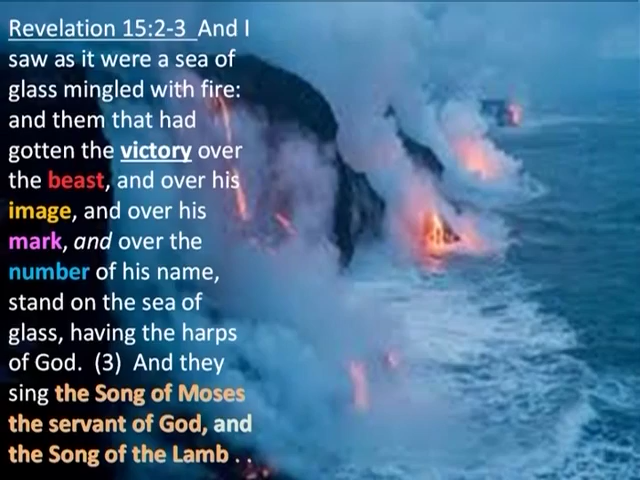 Revelation 15:2-3 And I
saw as it were a sea of
glass mingled with fire:
and them that had
gotten the victory over
the beast, and over his
image, and over his
mark, and over the
number of his name,
stand on the sea of
glass, having the harps
of God. (3) And they
sing the Song of Moses
the servant of God, and
the Song of the Lamb . .